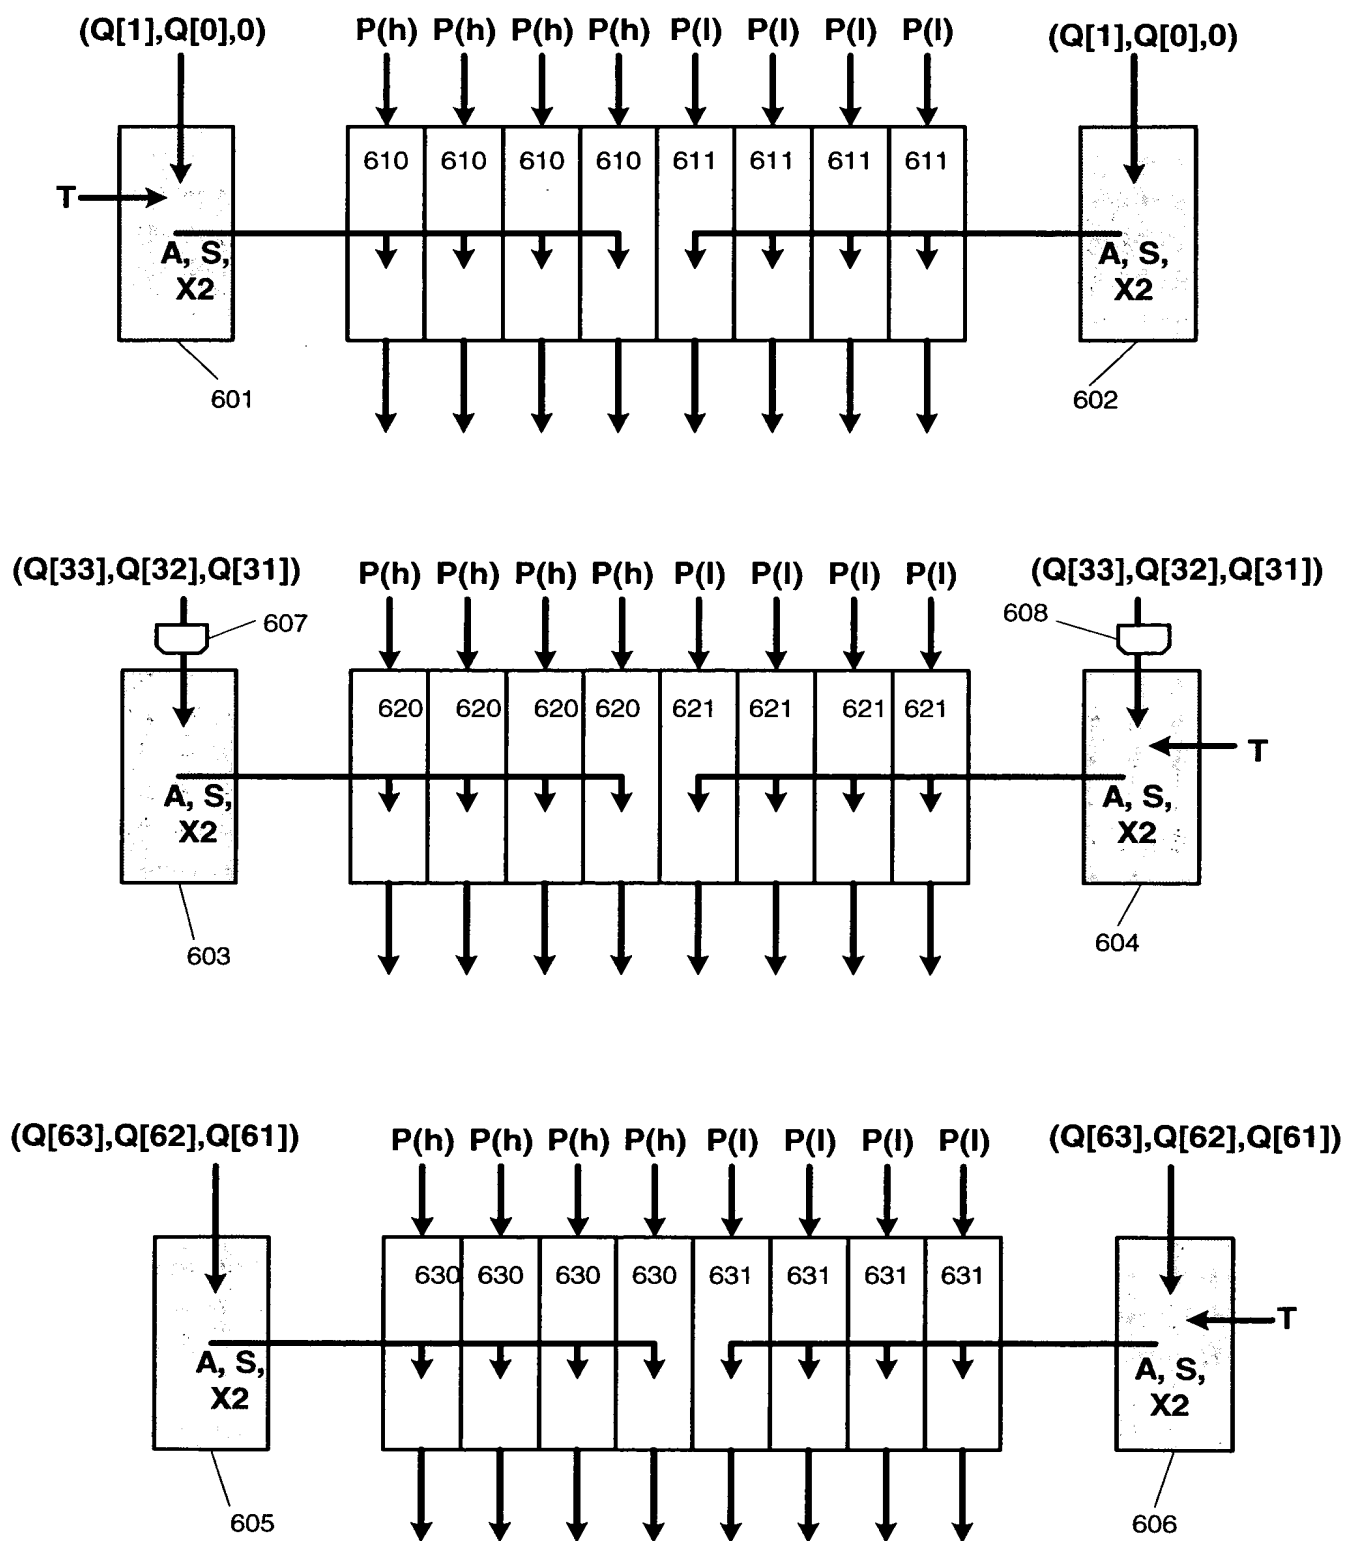 (Q[1],Q[0],0) P(h) P(h) P(h) P(h) P(l) P(l) P(l) P(l) (Q[1],Q[0],0)
610 610 610 610 611 611 611 611
T
A, S, A, S,
X2 X2
601 602
(Q[33],Q[32],Q[31]) P(h) P(h) P(h) P(h) P(l) P(l) P(l) P(l) (Q[33],Q[32],Q[31])
607 608
620 620 620 620 621 621 621 621
T
A, S, A, S,
X2 X2
603 604
(Q[63],Q[62],Q[61]) P(h) P(h) P(h) P(h) P(l) P(l) P(l) P(l) (Q[63],Q[62],Q[61])
630 630 630 630 631 631 631 631
T
A, S, A, S,
X2 X2
605 606